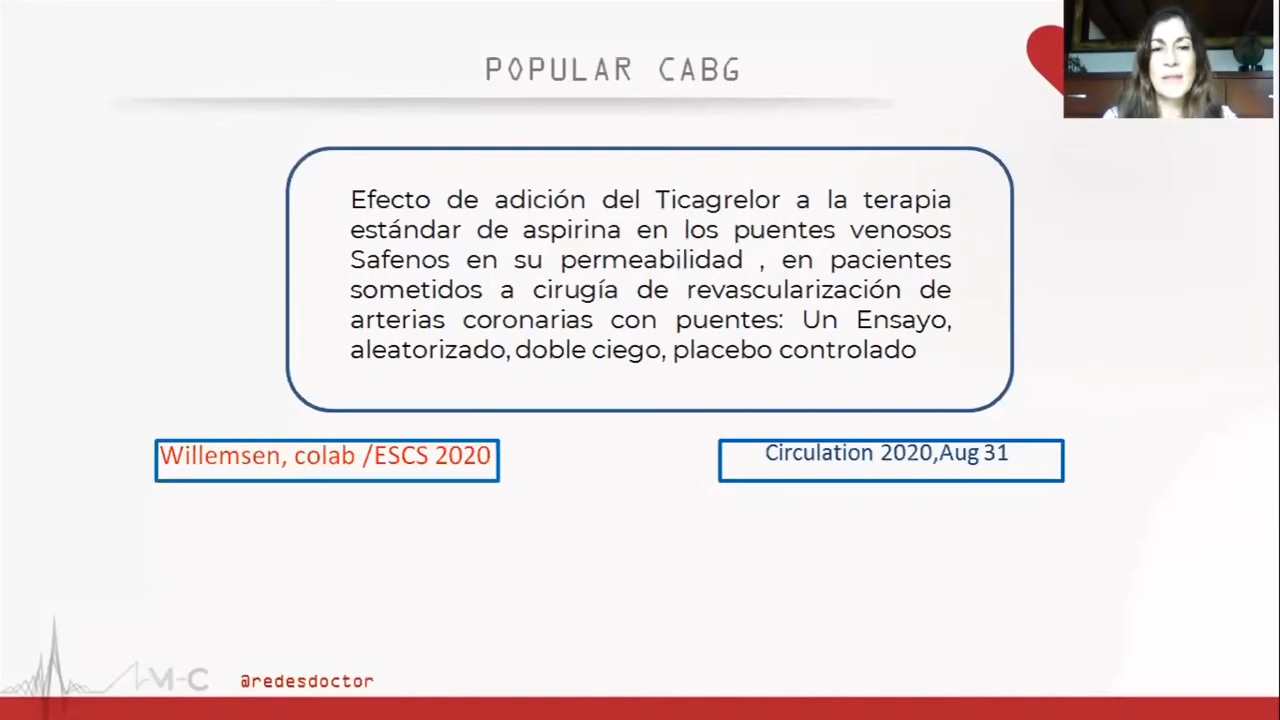 POPULAR CABG
Efecto de adición del Ticagrelor a la terapia
estándar de aspirina en los puentes venosos
Safenos en su permeabilidad , en pacientes
sometidos a cirugía de revascularización de
arterias coronarias con puentes: Un Ensayo,
aleatorizado, doble ciego, placebo controlado
Willemsen, colab /ESCS 2020
Circulation 2020,Aug 31
M-C
@redesdoctor